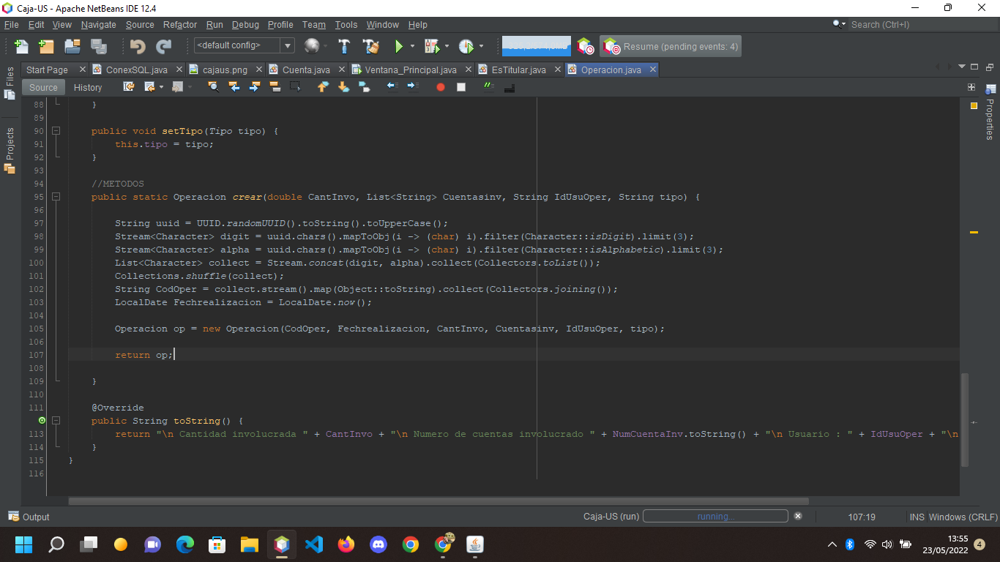 Caja-US - Apache NetBeans IDE 12.4
File Edit View Navigate Source Refactor Run Debug Profile Team Tools Window Help
Search (Ctrl+I)
<default config>
Resume (pending events: 4)
Files
Projects
Properties
Start Page ConexSQL.java cajaus.png Cuenta.java Ventana_Principal.java EsTitular.java Operacion.java
Source History
88 }
89
90 public void setTipo(Tipo tipo) {
91 this.tipo = tipo;
92 }
93
94 //METODOS
95 public static Operacion crear(double CantInvo, List<String> Cuentasinv, String IdUsuOper, String tipo) {
96
97 String uuid = UUID.randomUUID().toString().toUpperCase();
98 Stream<Character> digit = uuid.chars().mapToObj(i -> (char) i).filter(Character::isDigit).limit(3);
99 Stream<Character> alpha = uuid.chars().mapToObj(i -> (char) i).filter(Character::isAlphabetic).limit(3);
100 List<Character> collect = Stream.concat(digit, alpha).collect(Collectors.toList());
101 Collections.shuffle(collect);
102 String CodOper = collect.stream().map(Object::toString).collect(Collectors.joining());
103 LocalDate Fechrealizacion = LocalDate.now();
104
105 Operacion op = new Operacion(CodOper, Fechrealizacion, CantInvo, Cuentasinv, IdUsuOper, tipo);
106
107 return op;
108
109 }
110
111 @Override
public String toString() {
113 return "\n Cantidad involucrada " + CantInvo + "\n Numero de cuentas involucrado " + NumCuentaInv.toString() + "\n Usuario : " + IdUsuOper + "\n
114 }
115 }
116
Output
Caja-US (run) running...
107:19 INS Windows (CRLF)
13:55
23/05/2022
4